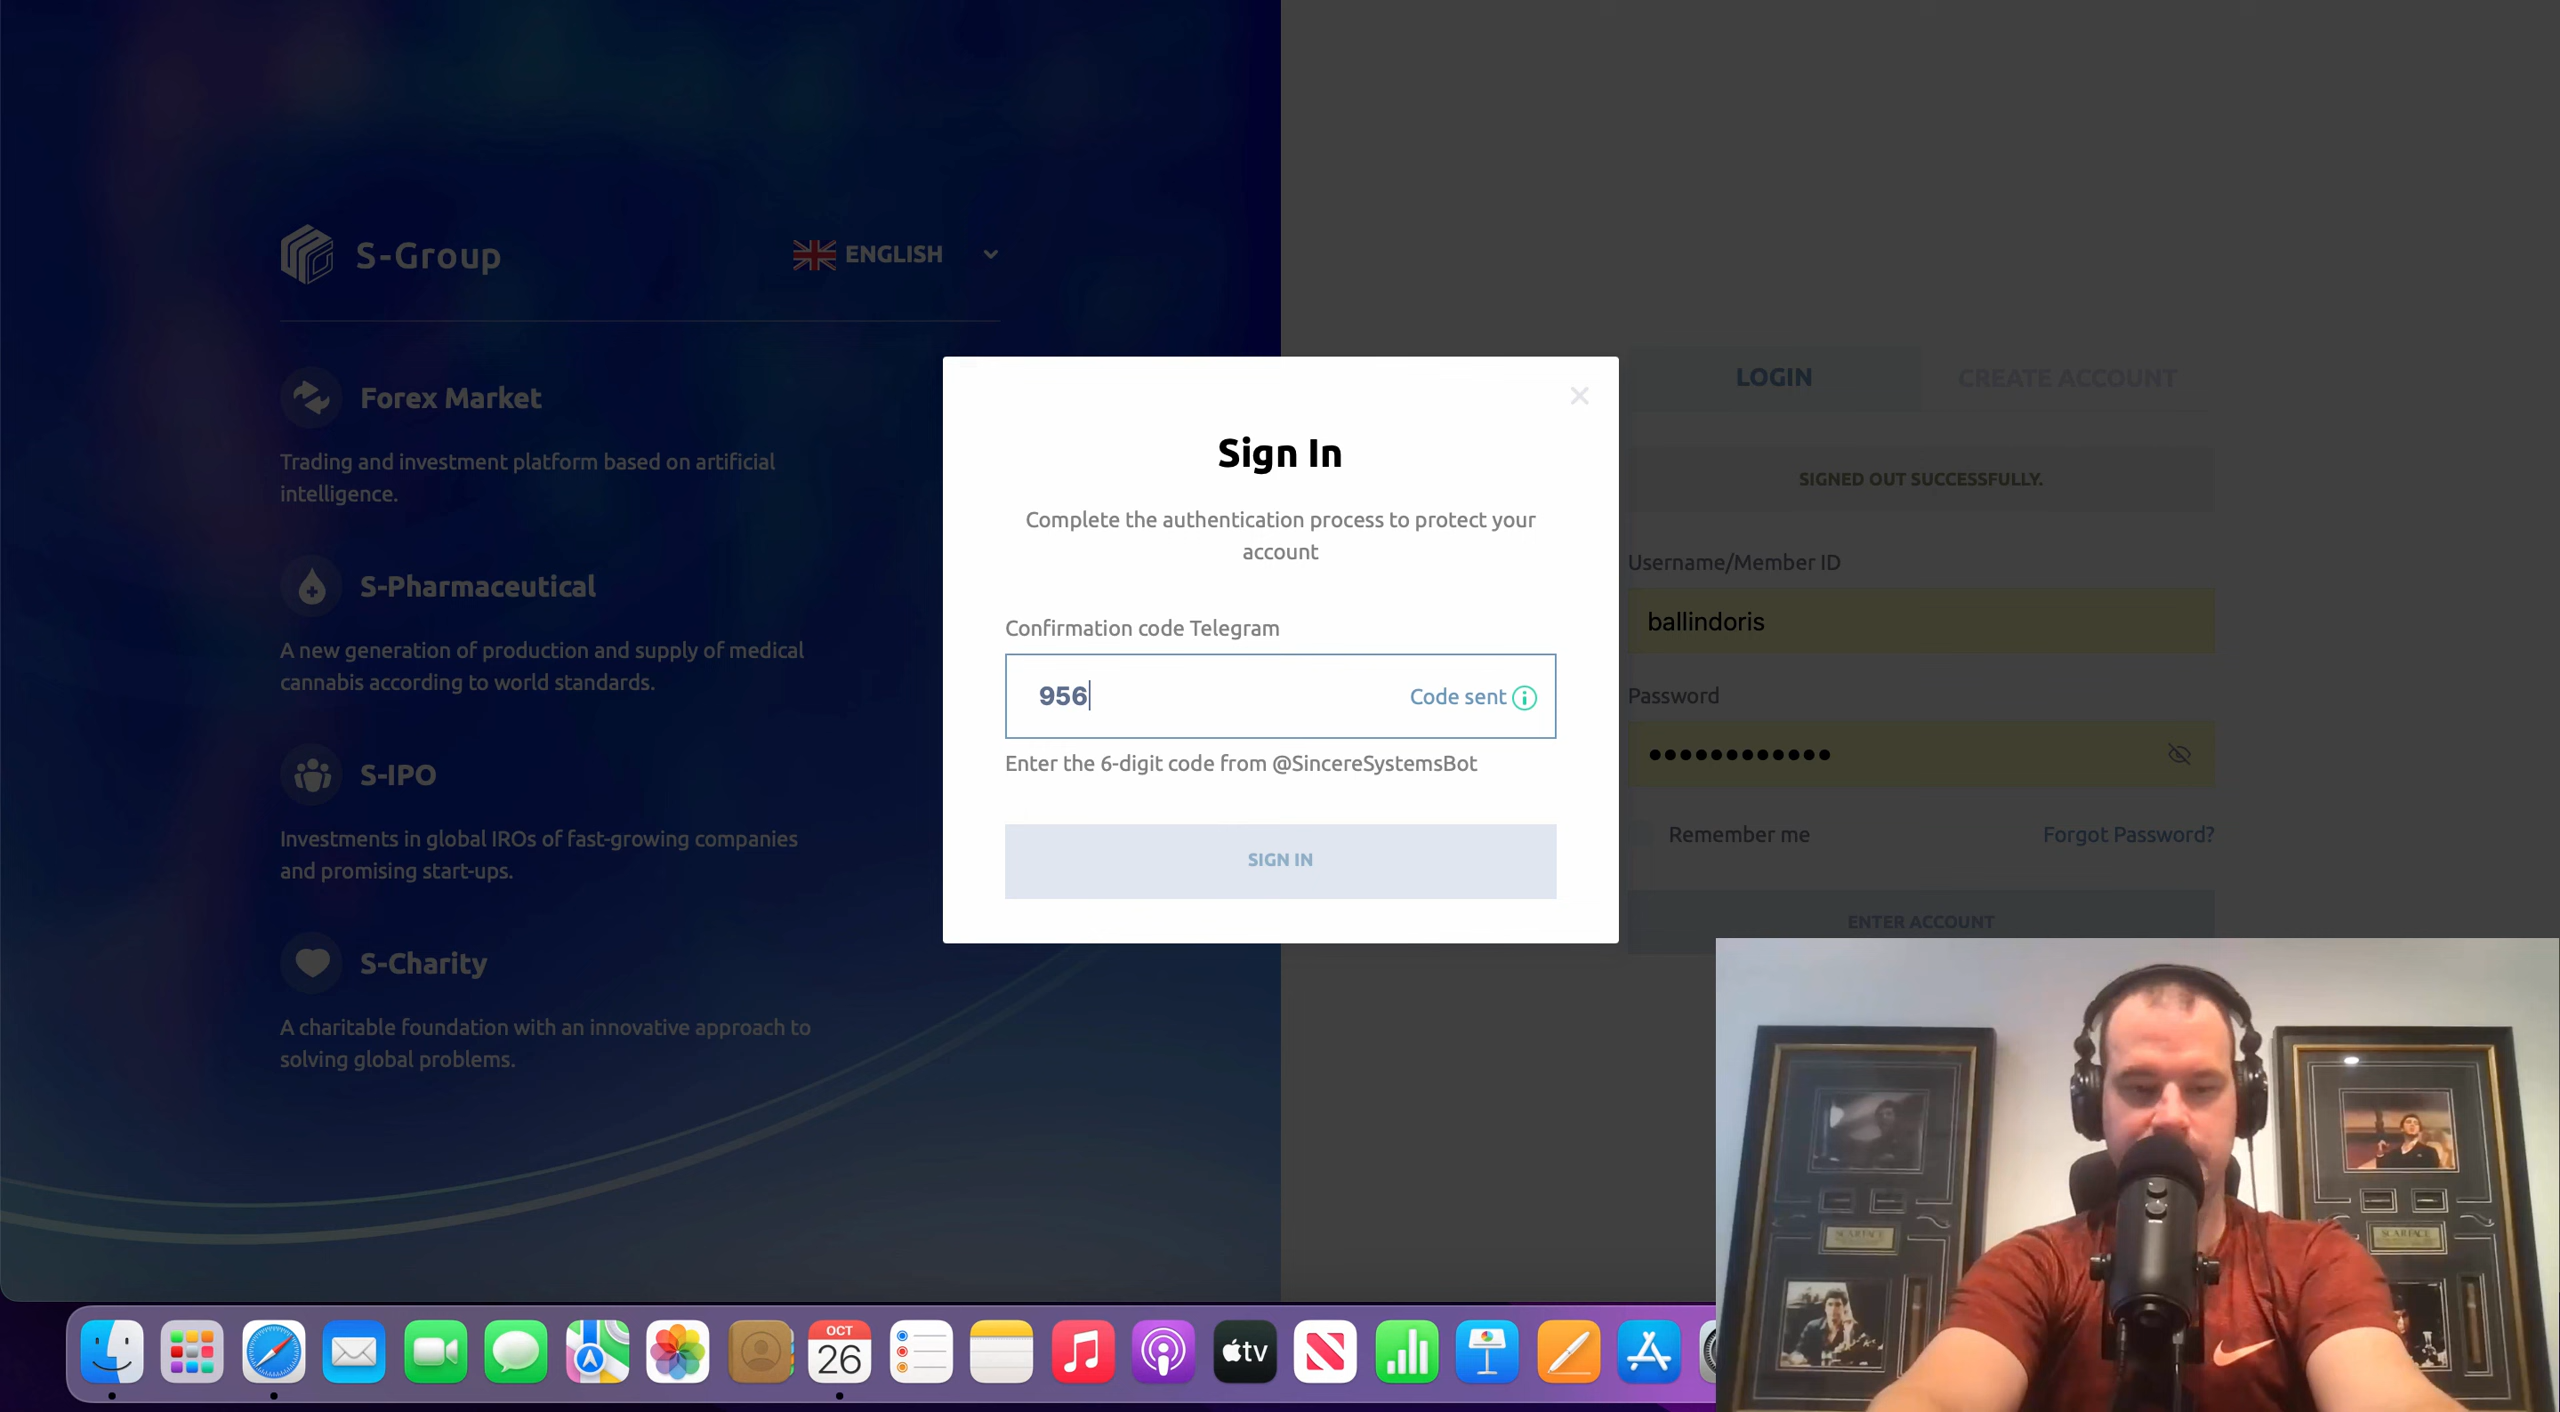 S-Group
ENGLISH
Forex Market
Trading and investment platform based on artificial
intelligence.
S-Pharmaceutical
A new generation of production and supply of medical
cannabis according to world standards.
S-IPO
Investments in global IROs of fast-growing companies
and promising start-ups.
S-Charity
A charitable foundation with an innovative approach to
solving global problems.
Sign In
Complete the authentication process to protect your
account
Confirmation code Telegram
956
Code sent
Enter the 6-digit code from @SincereSystemsBot
SIGN IN
LOGIN
CREATE ACCOUNT
SIGNED OUT SUCCESSFULLY.
Username/Member ID
ballindoris
Password
Remember me
Forgot Password?
ENTER ACCOUNT
SCARFACE
SCARFACE
OCT
26
tv